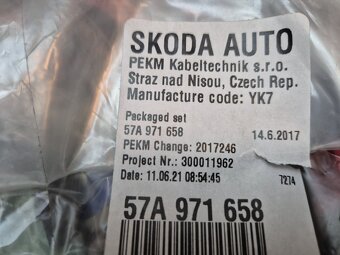 SKODA AUTO
PEKM Kabeltechnik s.r.o.
Straz nad Nisou, Czech Rep.
Manufacture code: YK7
Packaged set
57A 971 658 14.6.2017
PEKM Change: 2017246
Project Nr.: 300011962
Date: 11.06.21 08:54:45 7274
57A 971 658